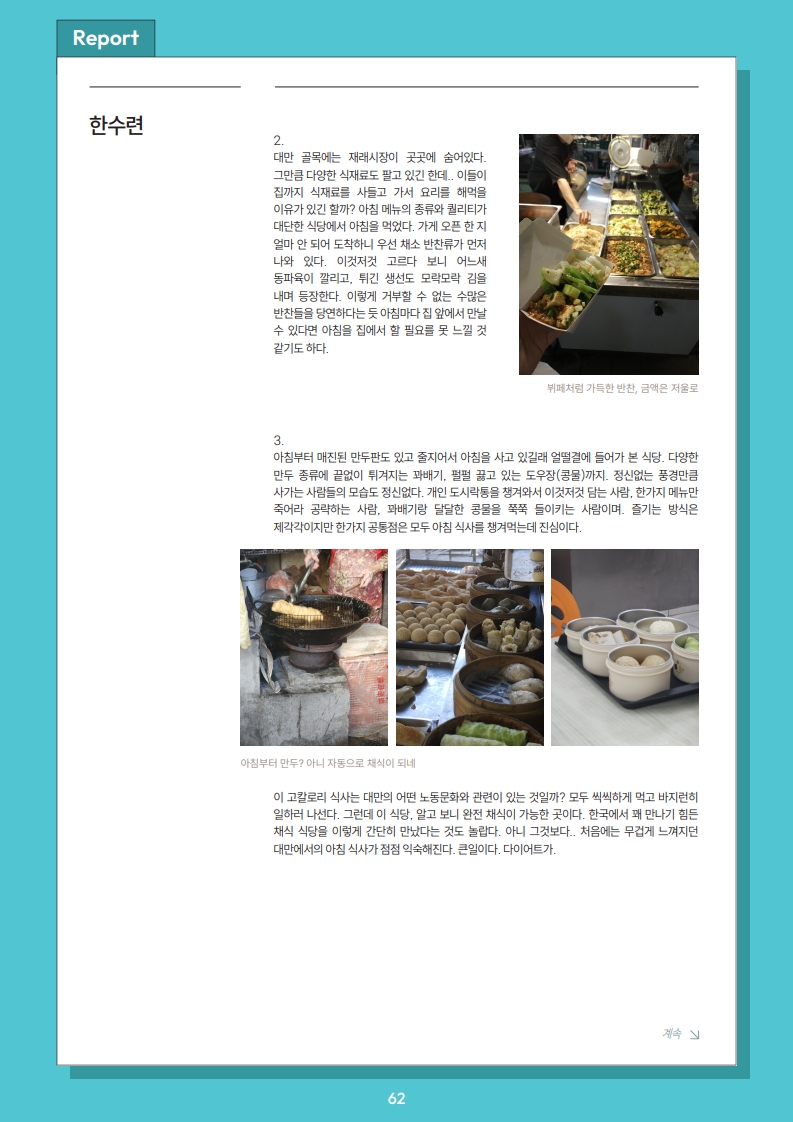 Report
한수련
2.
대만 골목에는 재래시장이 곳곳에 숨어있다.
그만큼 다양한 식재료도 팔고 있긴 한데.. 이들이
집까지 식재료를 사들고 가서 요리를 해먹을
이유가 있긴 할까? 아침 메뉴의 종류와 퀄리티가
대단한 식당에서 아침을 먹었다. 가게 오픈 한 지
얼마 안 되어 도착하니 우선 채소 반찬류가 먼저
나와 있다. 이것저것 고르다 보니 어느새
동파육이 깔리고, 튀긴 생선도 모락모락 김을
내며 등장한다. 이렇게 거부할 수 없는 수많은
반찬들을 당연하다는 듯 아침마다 집 앞에서 만날
수 있다면 아침을 집에서 할 필요를 못 느낄 것
같기도 하다.
뷔페처럼 가득한 반찬, 금액은 저울로
3.
아침부터 매진된 만두판도 있고 줄지어서 아침을 사고 있길래 얼떨결에 들어가 본 식당. 다양한
만두 종류에 끝없이 튀겨지는 꽈배기, 펄펄 끓고 있는 도우장(콩물)까지. 정신없는 풍경만큼
사가는 사람들의 모습도 정신없다. 개인 도시락통을 챙겨와서 이것저것 담는 사람, 한가지 메뉴만
죽어라 공략하는 사람, 꽈배기랑 달달한 콩물을 쭉쭉 들이키는 사람이며. 즐기는 방식은
제각각이지만 한가지 공통점은 모두 아침 식사를 챙겨먹는데 진심이다.
아침부터 만두? 아니 자동으로 채식이 되네
이 고칼로리 식사는 대만의 어떤 노동문화와 관련이 있는 것일까? 모두 씩씩하게 먹고 바지런히
일하러 나선다. 그런데 이 식당, 알고 보니 완전 채식이 가능한 곳이다. 한국에서 꽤 만나기 힘든
채식 식당을 이렇게 간단히 만났다는 것도 놀랍다. 아니 그것보다.. 처음에는 무겁게 느껴지던
대만에서의 아침 식사가 점점 익숙해진다. 큰일이다. 다이어트가.
계속
62